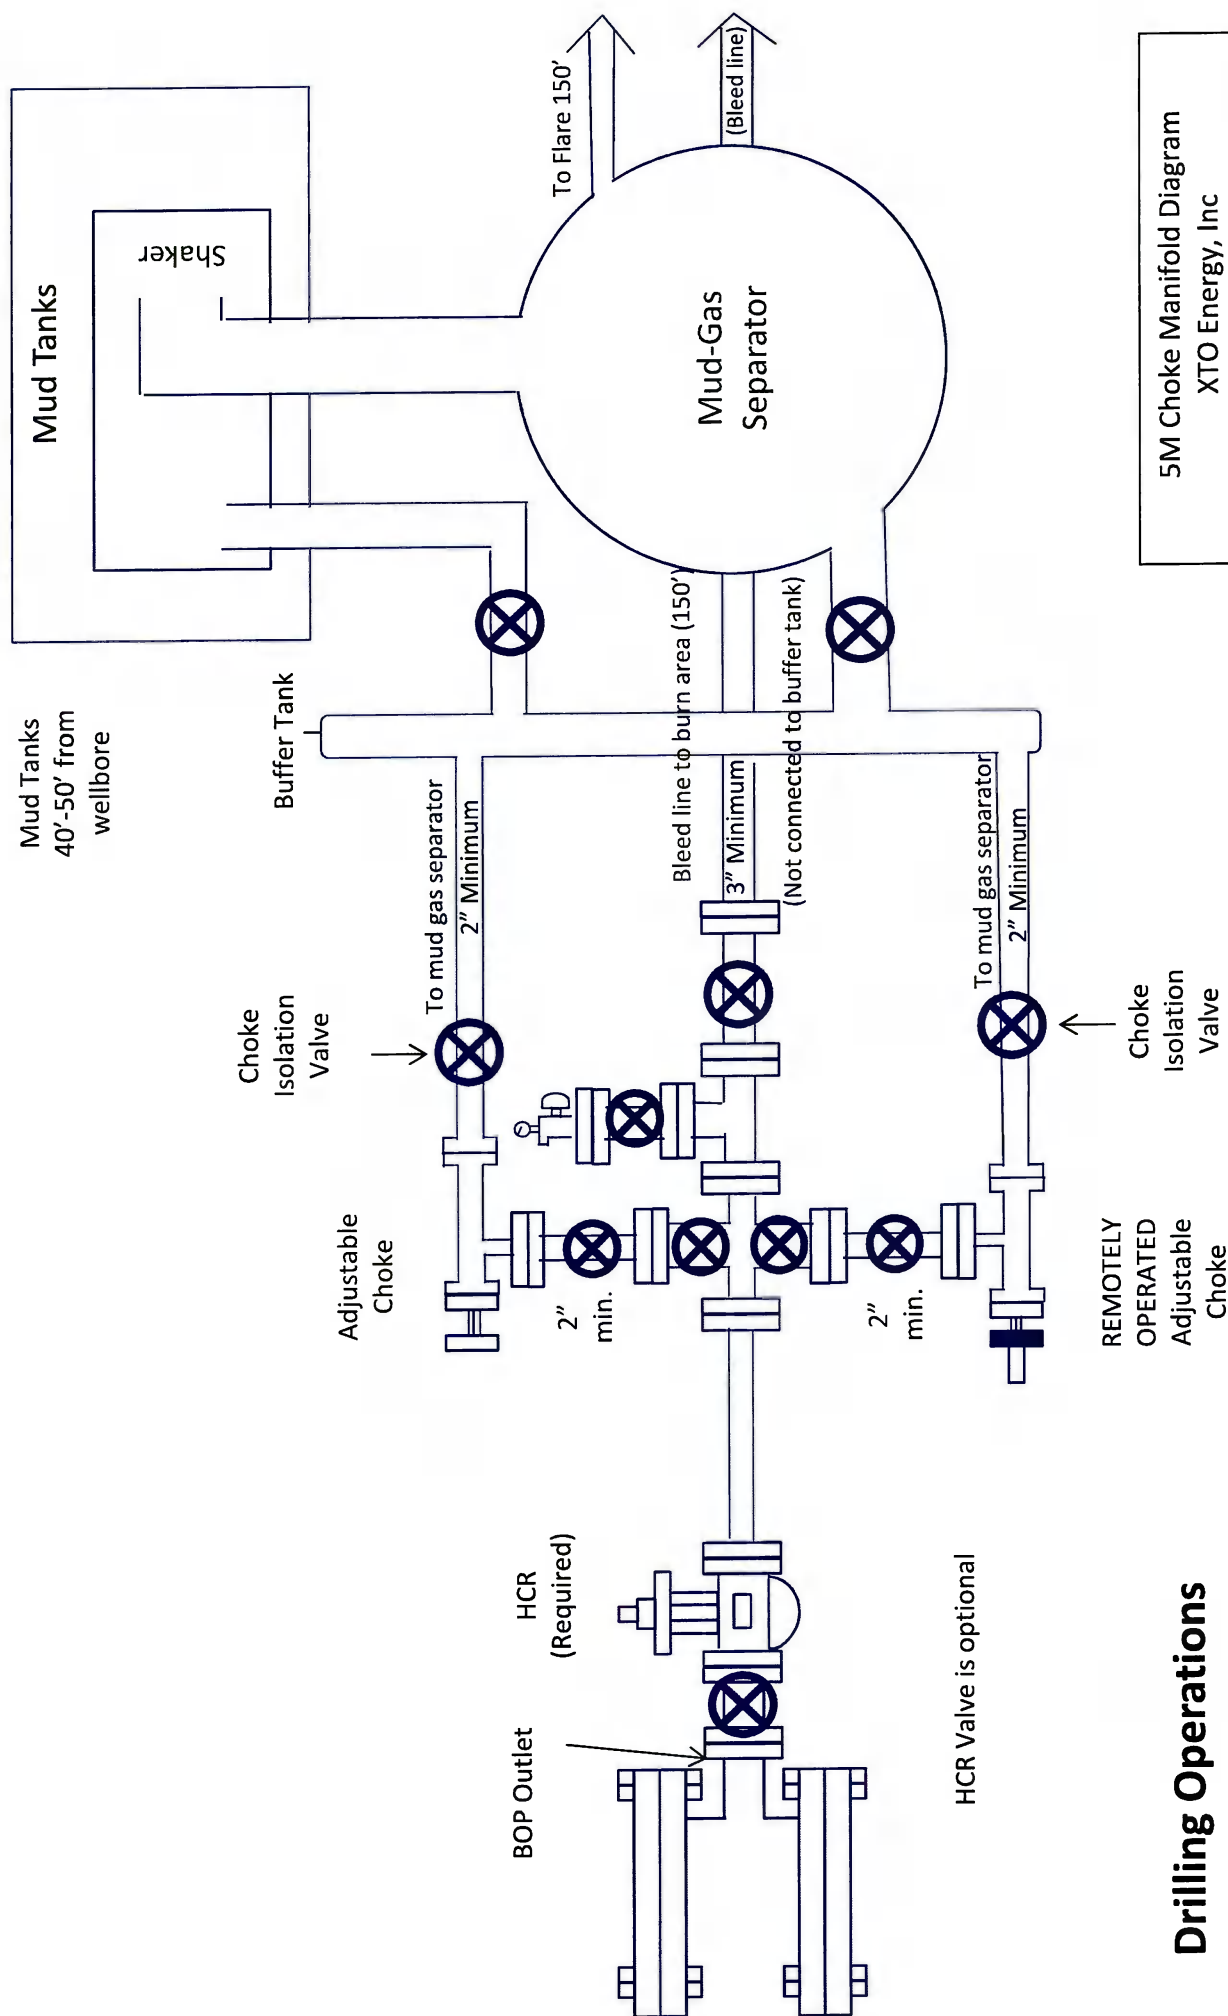 Drilling Operations
5M Choke Manifold Diagram
XTO Energy, Inc
Mud Tanks
40’-50’ from
wellbore
Mud Tanks
Shaker
Buffer Tank
To Flare 150’
(Bleed line)
Mud-Gas
Separator
Choke
Isolation
Valve
To mud gas separator
2” Minimum
Bleed line to burn area (150’)
3” Minimum
(Not connected to buffer tank)
To mud gas separator
2” Minimum
Choke
Isolation
Valve
Adjustable
Choke
2”
min.
2”
min.
REMOTELY
OPERATED
Adjustable
Choke
HCR
(Required)
BOP Outlet
HCR Valve is optional